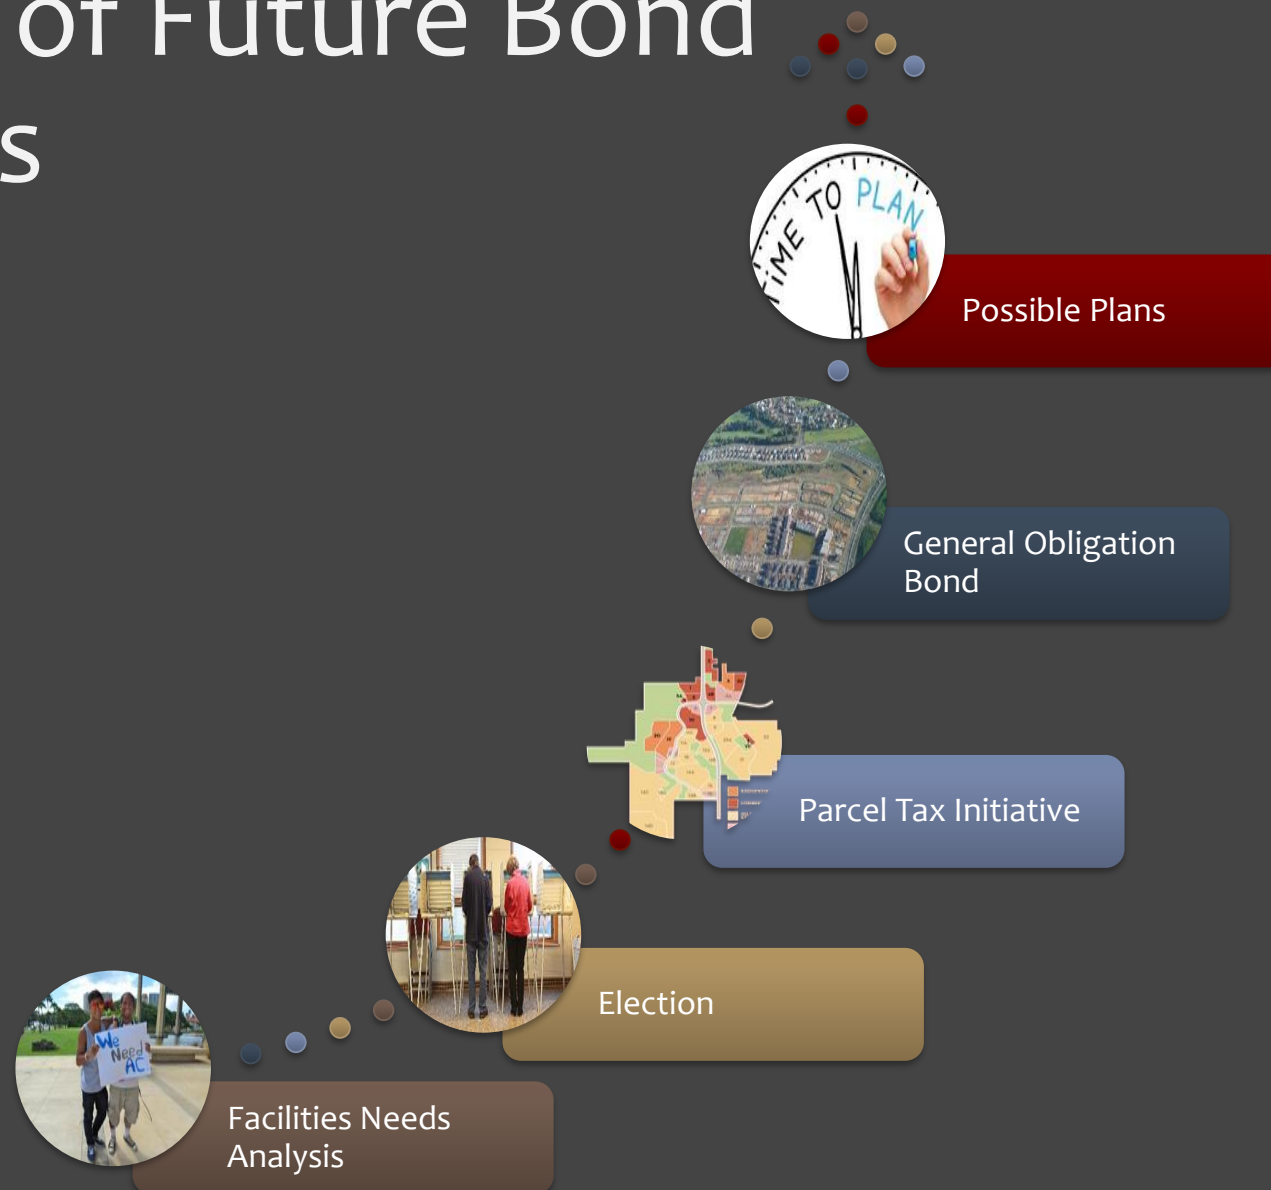 of Future Bond
s
TIME TO PLAN
Possible Plans
General Obligation
Bond
Parcel Tax Initiative
Election
We
Need
AC
Facilities Needs
Analysis